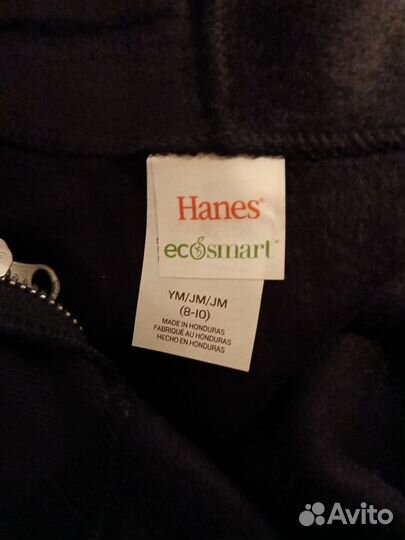 Hanes®
ecosmart®
YM/JM/JM
(8-10)
MADE IN HONDURAS
FABRIQUÉ AU HONDURAS
HECHO EN HONDURAS
Avito